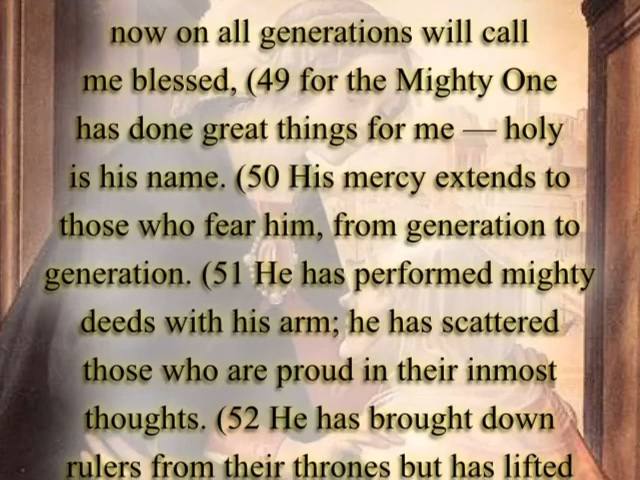 now on all generations will call
me blessed, (49 for the Mighty One
has done great things for me — holy
is his name. (50 His mercy extends to
those who fear him, from generation to
generation. (51 He has performed mighty
deeds with his arm; he has scattered
those who are proud in their inmost
thoughts. (52 He has brought down
rulers from their thrones but has lifted